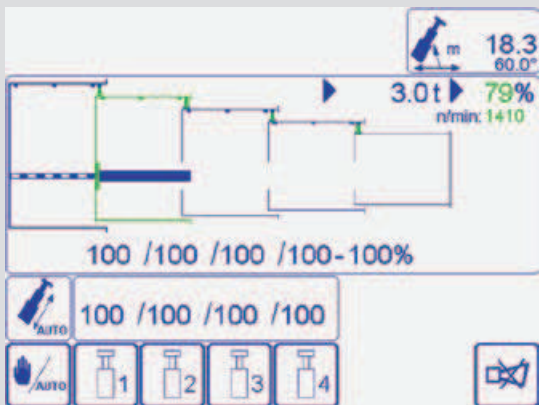 m 18.3
60.0°
3.0t 79%
n/min: 1410
100 /100 /100 /100-100%
AUTO 100 /100 /100 /100
/AUTO 1 2 3 4